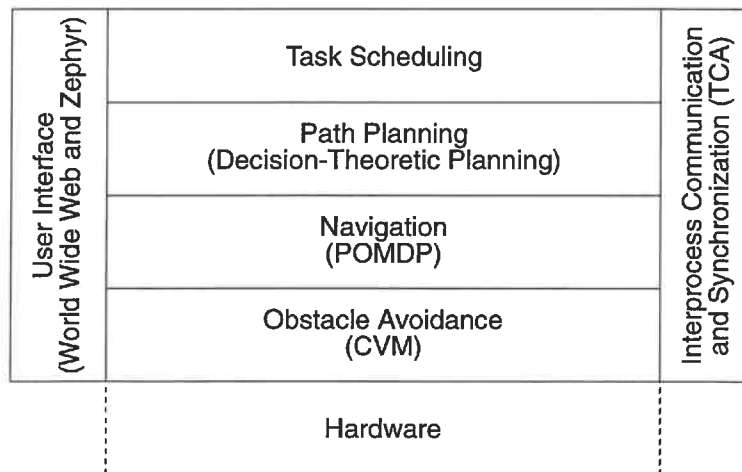 User Interface
(World Wide Web and Zephyr)
Task Scheduling
Path Planning
(Decision-Theoretic Planning)
Navigation
(POMDP)
Obstacle Avoidance
(CVM)
Hardware
Interprocess Communication
and Synchronization (TCA)